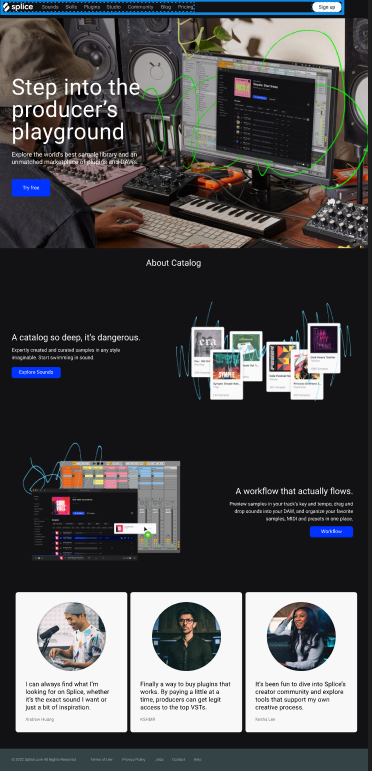 splice Sounds Skills Plugins Studio Community Blog Pricing Sign up
Step into the
producer's
playground
Explore the world's best sample library and an
unmatched marketplace of plugins and DAWs.
Try free
About Catalog
A catalog so deep, it's dangerous.
Expertly created and curated samples in any style
imaginable. Start swimming in sound.
Explore Sounds
era
SYMPLE
A workflow that actually flows.
Preview samples in your track's key and tempo, drag and
drop sounds into your DAW, and organize your favorite
samples, MIDI and presets in one place.
Workflow
I can always find what I'm
looking for on Splice, whether
it's the exact sound I want or
just a bit of inspiration.
Andrew Huang
Finally a way to buy plugins that
works. By paying a little at a
time, producers can get legit
access to the top VSTs.
KSHMR
It's been fun to dive into Splice's
creator community and explore
tools that support my own
creative process.
Kesha Lee
© 2022 Splice.com All Rights Reserved Terms of Use Privacy Policy Jobs Contact Help